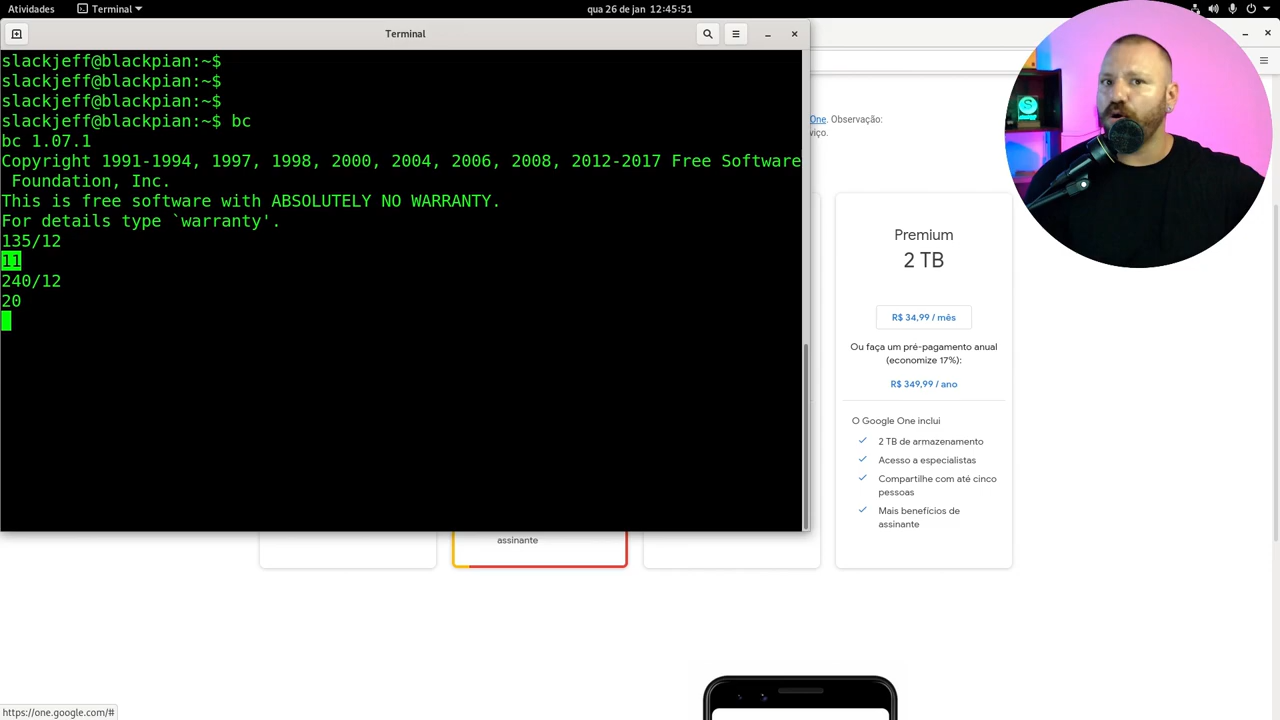 Atividades
Terminal
qua 26 de jan 12:45:51
Terminal
slackjeff@blackpian:~$
slackjeff@blackpian:~$
slackjeff@blackpian:~$
slackjeff@blackpian:~$ bc
bc 1.07.1
Copyright 1991-1994, 1997, 1998, 2000, 2004, 2006, 2008, 2012-2017 Free Software
Foundation, Inc.
This is free software with ABSOLUTELY NO WARRANTY.
For details type `warranty'.
135/12
11
240/12
20
One. Observação:
viço.
Premium
2 TB
R$ 34,99 / mês
Ou faça um pré-pagamento anual
(economize 17%):
R$ 349,99 / ano
O Google One inclui
2 TB de armazenamento
Acesso a especialistas
Compartilhe com até cinco
pessoas
Mais benefícios de
assinante
assinante
https://one.google.com/#